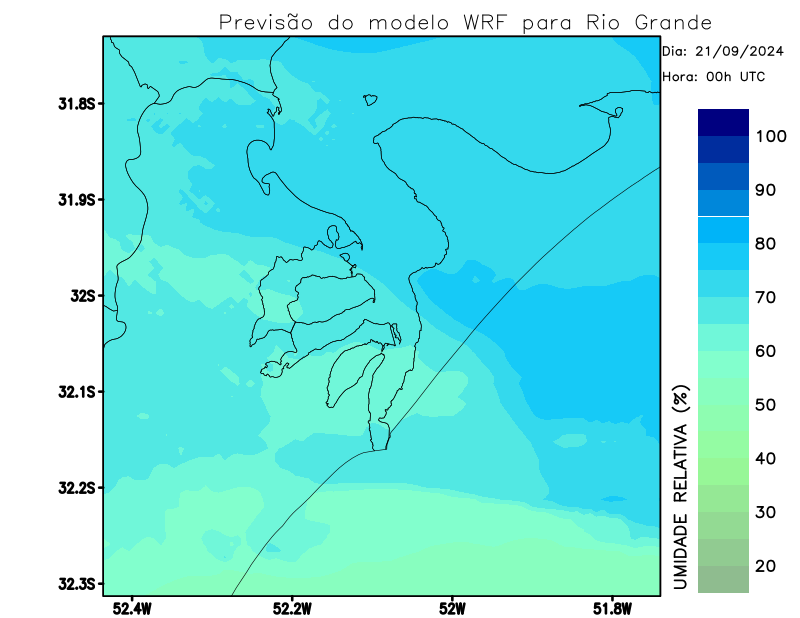 Previsão do modelo WRF para Rio Grande
Dia: 21/09/2024
Hora: 00h UTC
31.8S
31.9S
32S
32.1S
32.2S
32.3S
52.4W
52.2W
52W
51.8W
100
90
80
70
60
50
40
30
20
UMIDADE RELATIVA (%)